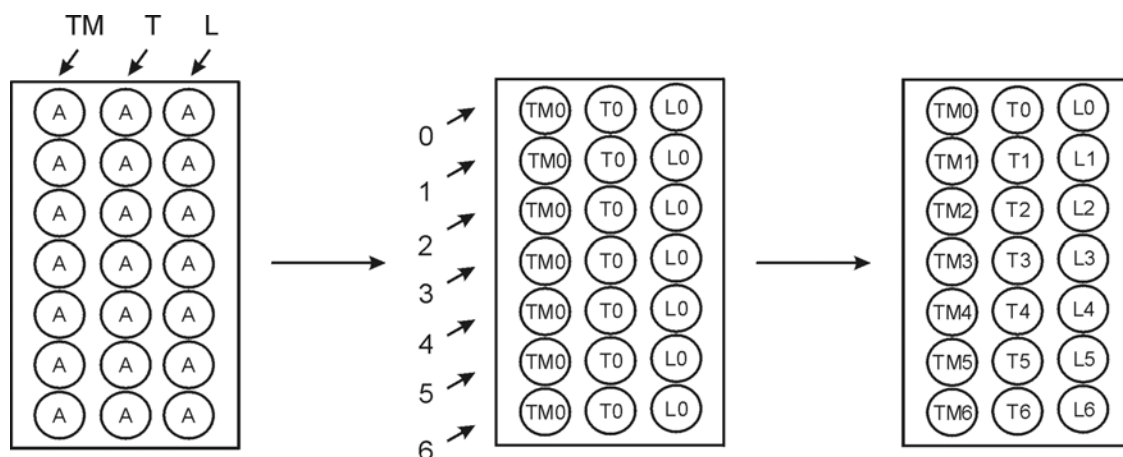 TM T L
A A A
A A A
A A A
A A A
A A A
A A A
A A A
0
1
2
3
4
5
6
TM0 T0 L0
TM0 T0 L0
TM0 T0 L0
TM0 T0 L0
TM0 T0 L0
TM0 T0 L0
TM0 T0 L0
TM0 T0 L0
TM1 T1 L1
TM2 T2 L2
TM3 T3 L3
TM4 T4 L4
TM5 T5 L5
TM6 T6 L6